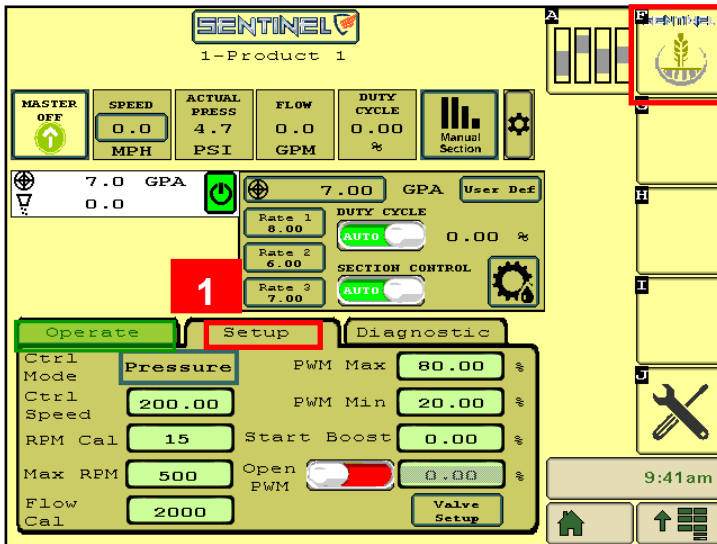 SENTINEL
1-Product 1
A
F
SENTINEL
MASTER
OFF
SPEED
0.0
MPH
ACTUAL
PRESS
4.7
PSI
FLOW
0.0
GPM
DUTY
CYCLE
0.00
%
Manual
Section
7.0 GPA
0.0
7.00 GPA
User Def
Rate 1
8.00
Rate 2
6.00
Rate 3
7.00
DUTY CYCLE
AUTO
0.00 %
SECTION CONTROL
AUTO
H
I
J
1
Operate
Setup
Diagnostic
Ctrl
Mode
Pressure
PWM Max
80.00
%
Ctrl
Speed
200.00
PWM Min
20.00
%
RPM Cal
15
Start Boost
0.00
%
Max RPM
500
Open
PWM
0.00
%
Flow
Cal
2000
Valve
Setup
9:41am